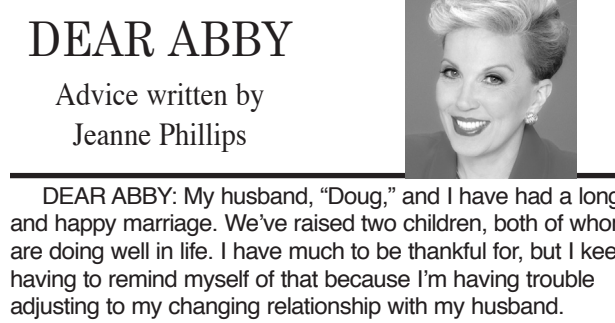 DEAR ABBY
Advice written by
Jeanne Phillips
DEAR ABBY: My husband, “Doug,” and I have had a long
and happy marriage. We’ve raised two children, both of whom
are doing well in life. I have much to be thankful for, but I keep
having to remind myself of that because I’m having trouble
adjusting to my changing relationship with my husband.